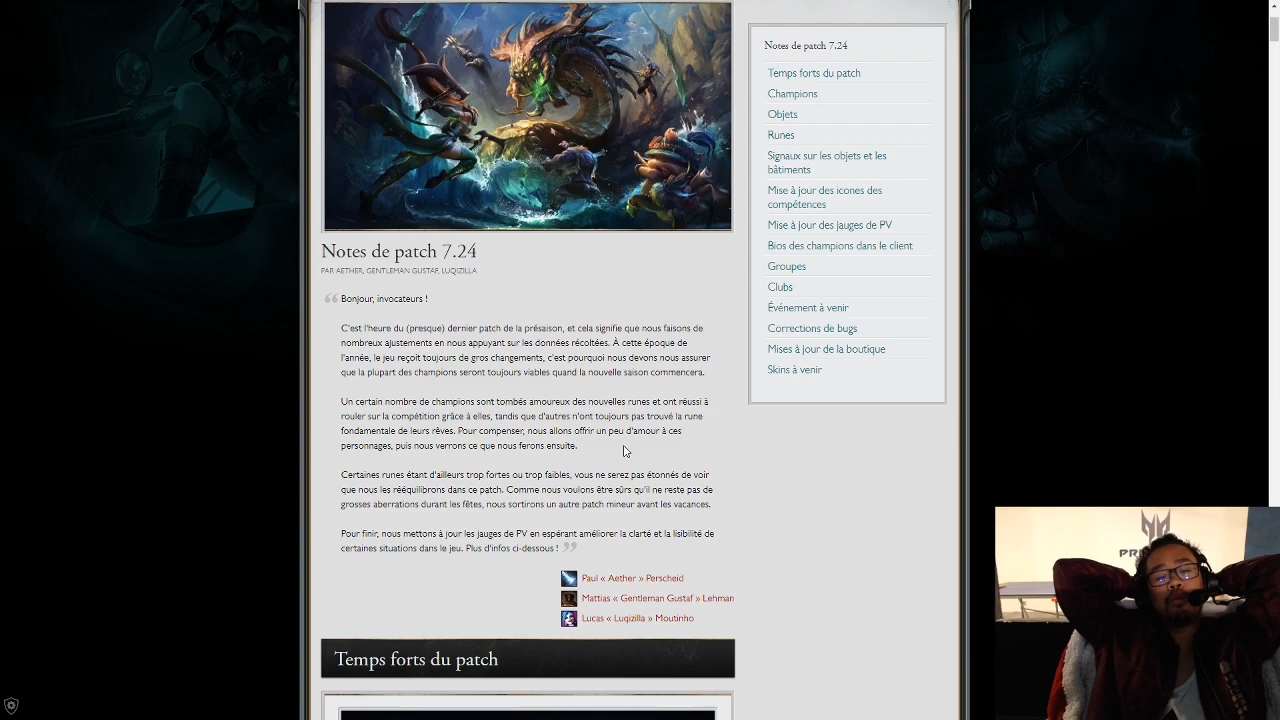 Notes de patch 7.24
PAR AETHER, GENTLEMAN GUSTAF, LUQIZILLA
Bonjour, invocateurs !
C'est l'heure du (presque) dernier patch de la présaison, et cela signifie que nous faisons de
nombreux ajustements en nous appuyant sur les données récoltées. À cette époque de
l'année, le jeu reçoit toujours de gros changements, c'est pourquoi nous devons nous assurer
que la plupart des champions seront toujours viables quand la nouvelle saison commencera.
Un certain nombre de champions sont tombés amoureux des nouvelles runes et ont réussi à
rouler sur la compétition grâce à elles, tandis que d'autres n'ont toujours pas trouvé la rune
fondamentale de leurs rêves. Pour compenser, nous allons offrir un peu d'amour à ces
personnages, puis nous verrons ce que nous ferons ensuite.
Certaines runes étant d'ailleurs trop fortes ou trop faibles, vous ne serez pas étonnés de voir
que nous les rééquilibrons dans ce patch. Comme nous voulons être sûrs qu'il ne reste pas de
grosses aberrations durant les fêtes, nous sortirons un autre patch mineur avant les vacances.
Pour finir, nous mettons à jour les jauges de PV en espérant améliorer la clarté et la lisibilité de
certaines situations dans le jeu. Plus d'infos ci-dessous !
Paul « Aether » Perscheid
Mattias « Gentleman Gustaf » Lehman
Lucas « Luqizilla » Moutinho
Temps forts du patch
Notes de patch 7.24
Temps forts du patch
Champions
Objets
Runes
Signaux sur les objets et les
bâtiments
Mise à jour des icones des
compétences
Mise à jour des jauges de PV
Bios des champions dans le client
Groupes
Clubs
Événement à venir
Corrections de bugs
Mises à jour de la boutique
Skins à venir